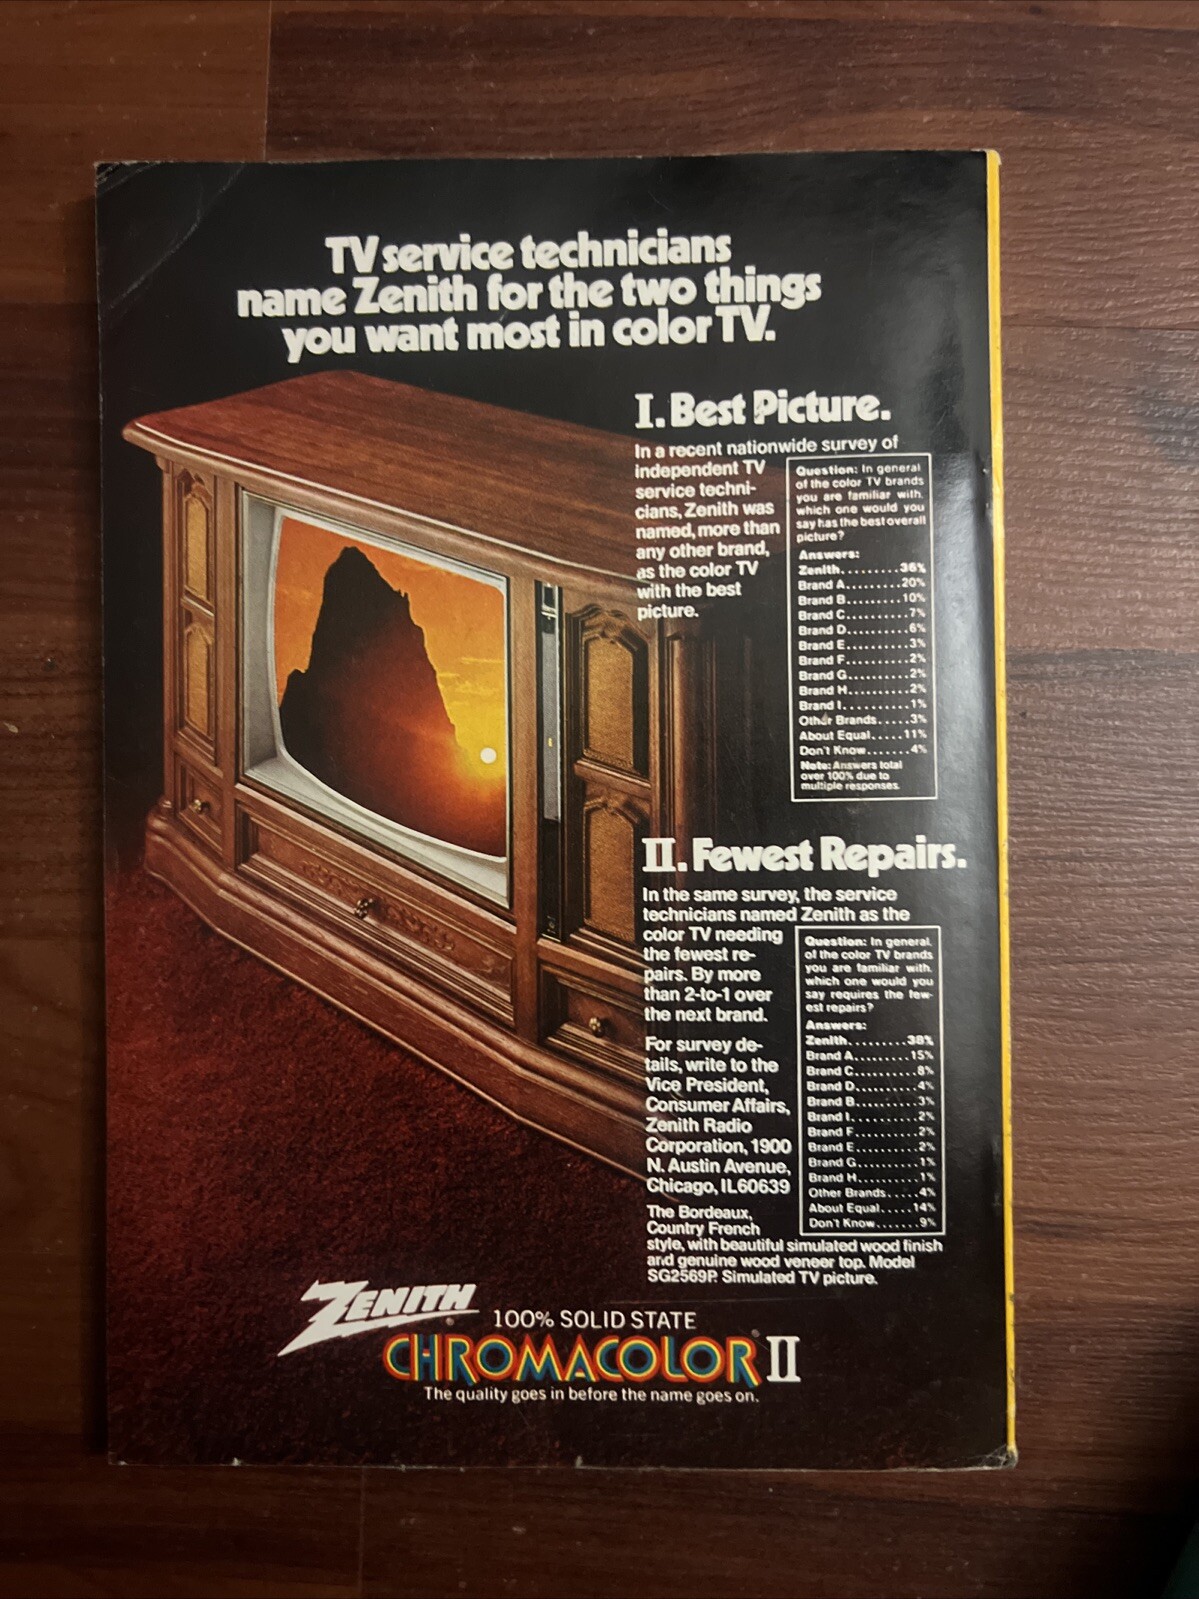 TV service technicians
name Zenith for the two things
you want most in color TV.
I. Best Picture.
In a recent nationwide survey of
independent TV
service techni-
cians, Zenith was
named, more than
any other brand,
as the color TV
with the best
picture.
Question: In general
of the color TV brands
you are familiar with,
which one would you
say has the best overall
picture?
Answers:
Zenith.........36%
Brand A.........20%
Brand B.........10%
Brand C.........7%
Brand D.........6%
Brand E.........3%
Brand F.........2%
Brand G.........2%
Brand H.........2%
Brand I..........1%
Other Brands.....3%
About Equal.....11%
Don't Know.......4%
Note: Answers total
over 100% due to
multiple responses.
II. Fewest Repairs.
In the same survey, the service
technicians named Zenith as the
color TV needing
the fewest re-
pairs. By more
than 2-to-1 over
the next brand.
For survey de-
tails, write to the
Vice President,
Consumer Affairs,
Zenith Radio
Corporation, 1900
N. Austin Avenue,
Chicago, IL 60639
Question: In general,
of the color TV brands
you are familiar with,
which one would you
say requires the few-
est repairs?
Answers:
Zenith.........38%
Brand A.........15%
Brand C.........8%
Brand D.........4%
Brand B.........3%
Brand I..........2%
Brand F.........2%
Brand E.........2%
Brand G.........1%
Brand H.........1%
Other Brands.....4%
About Equal.....14%
Don't Know.......9%
The Bordeaux,
Country French
style, with beautiful simulated wood finish
and genuine wood veneer top. Model
SG2569P. Simulated TV picture.
ZENITH®
100% SOLID STATE
CHROMACOLOR® II
The quality goes in before the name goes on.